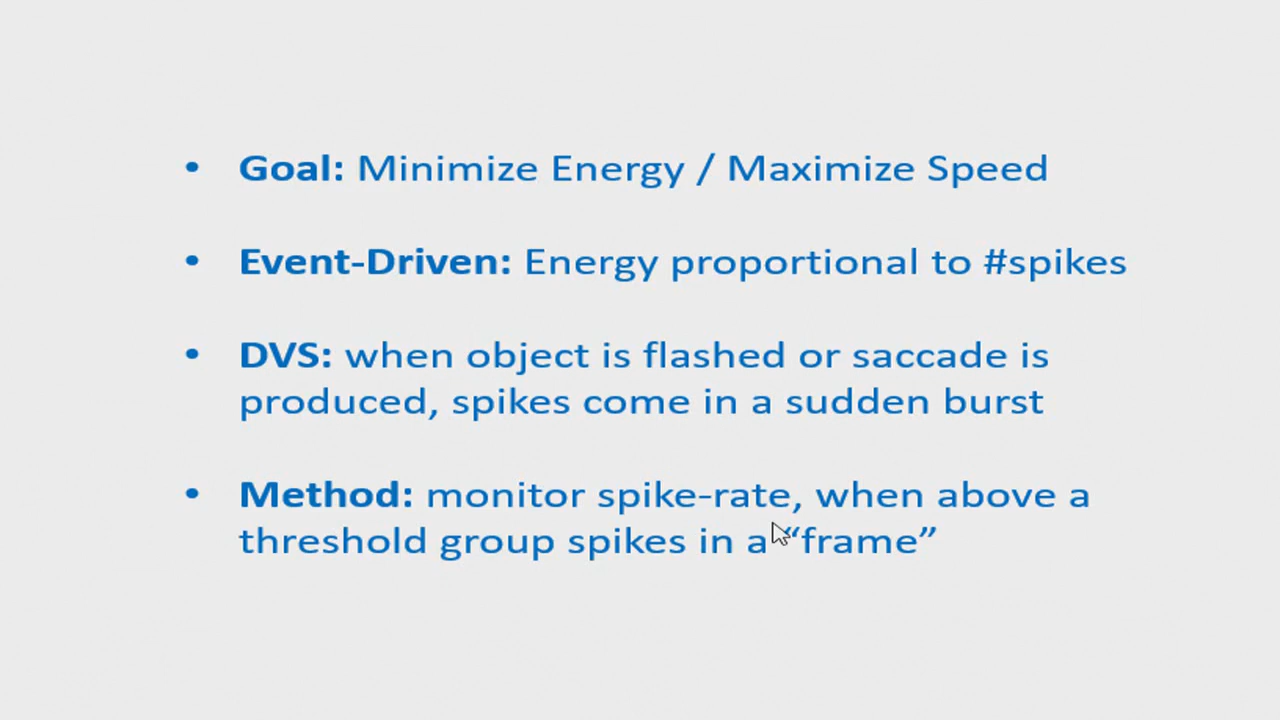 • Goal: Minimize Energy / Maximize Speed
• Event-Driven: Energy proportional to #spikes
• DVS: when object is flashed or saccade is
produced, spikes come in a sudden burst
• Method: monitor spike-rate, when above a
threshold group spikes in a “frame”